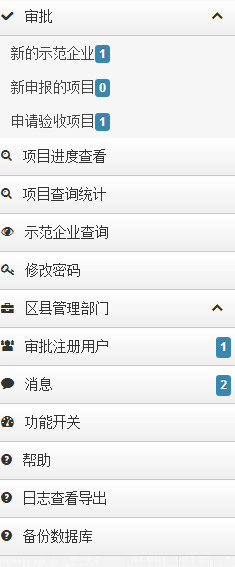 审批
新的示范企业 1
新申报的项目 0
申请验收项目 1
项目进度查看
项目查询统计
示范企业查询
修改密码
区县管理部门
审批注册用户 1
消息 2
功能开关
帮助
日志查看导出
备份数据库